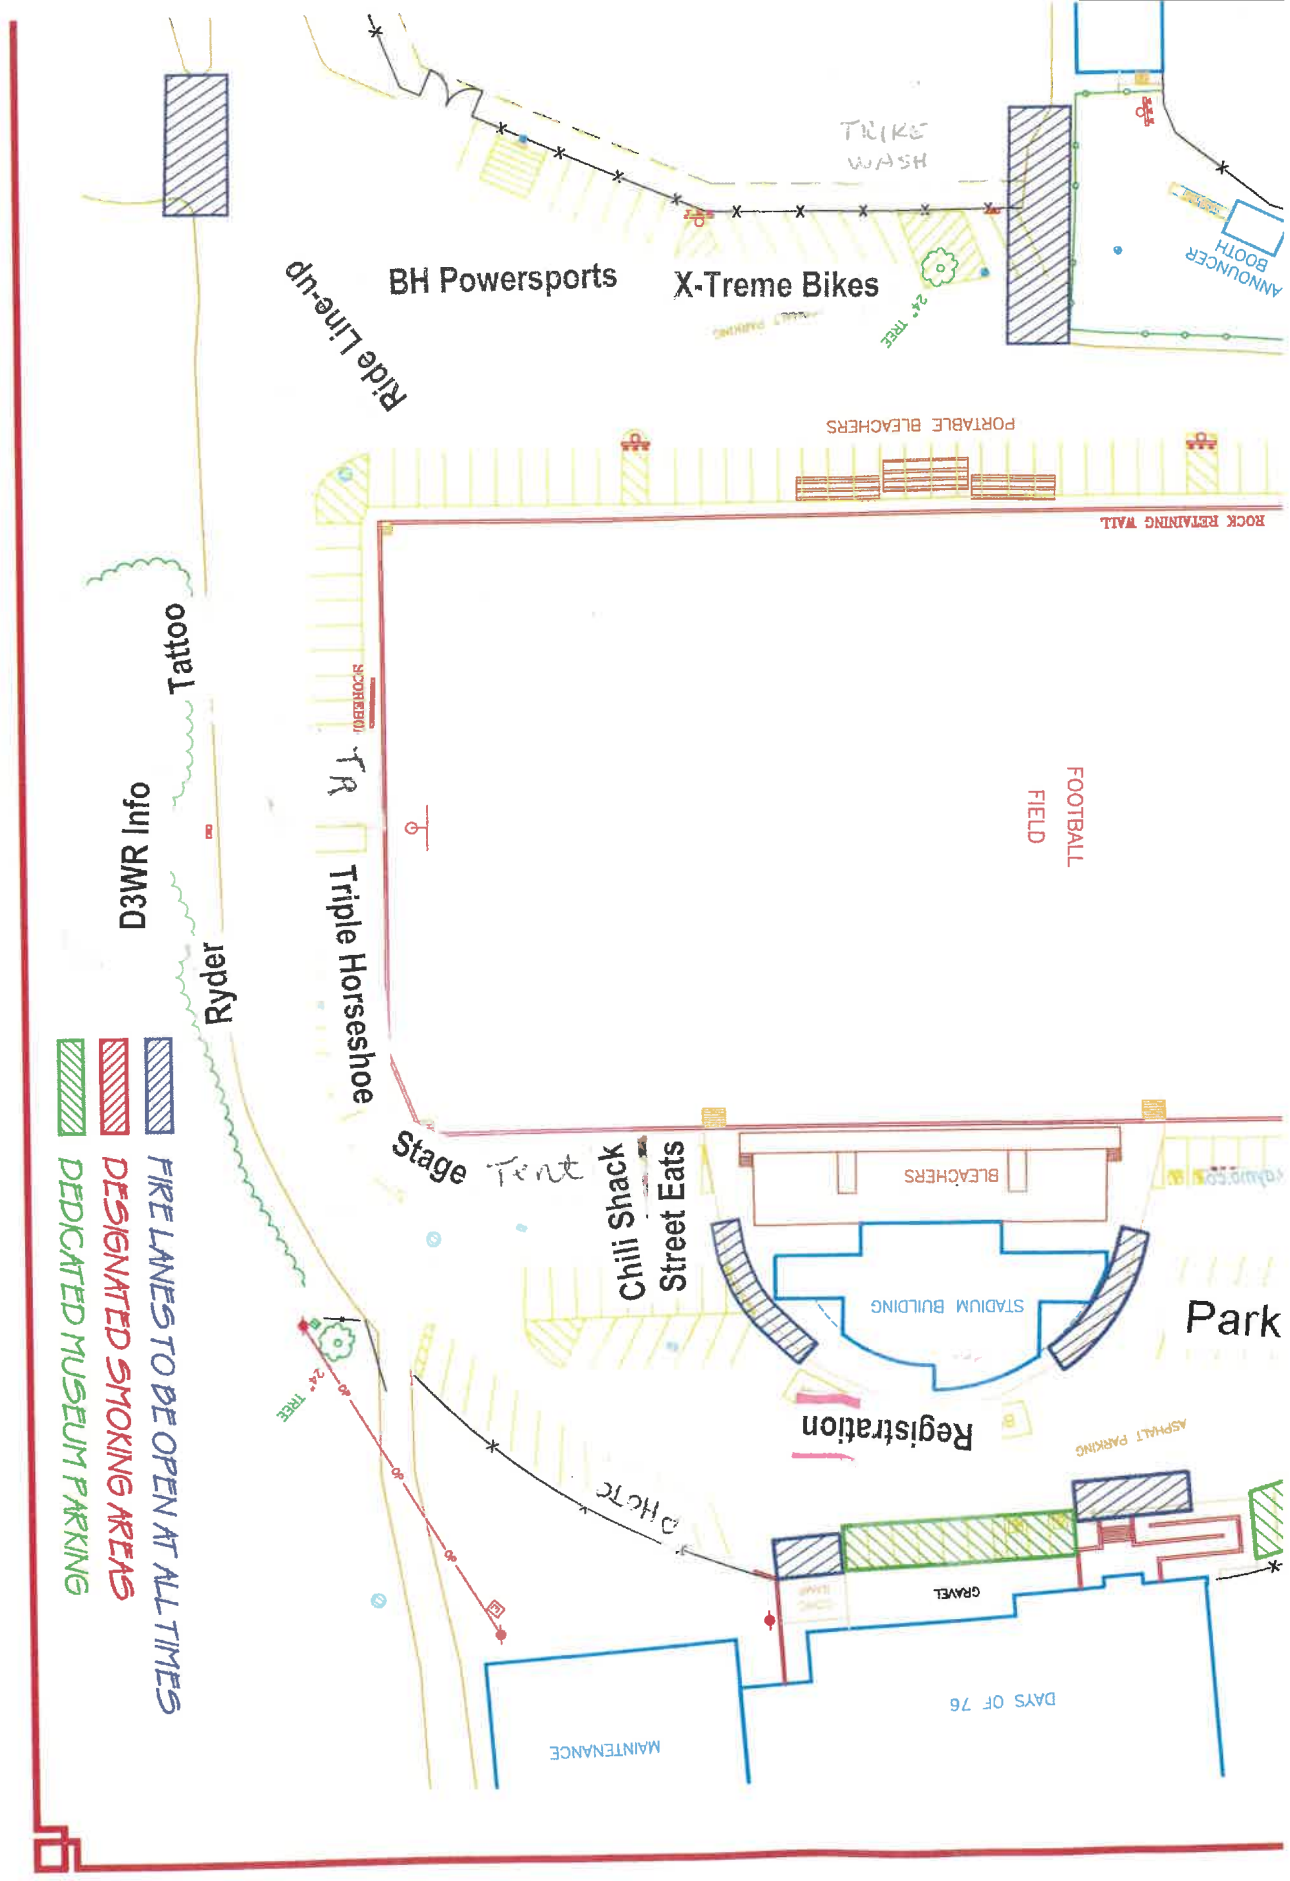 TRIKE
WASH
ANNOUNCER
BOOTH
BH Powersports
X-Treme Bikes
Ride Line-up
24" TREE
PARKING
PORTABLE BLEACHERS
ROCK RETAINING WALL
Tattoo
SCOREBO
TR
D3WR Info
FOOTBALL
FIELD
Triple Horseshoe
Ryder
Stage
Tent
Chili Shack
Street Eats
BLEACHERS
STADIUM BUILDING
Park
24" TREE
Registration
ASPHALT PARKING
PHOTO
GRAVEL
MAINTENANCE
DAYS OF 76
FIRE LANES TO BE OPEN AT ALL TIMES
DESIGNATED SMOKING AREAS
DEDICATED MUSEUM PARKING